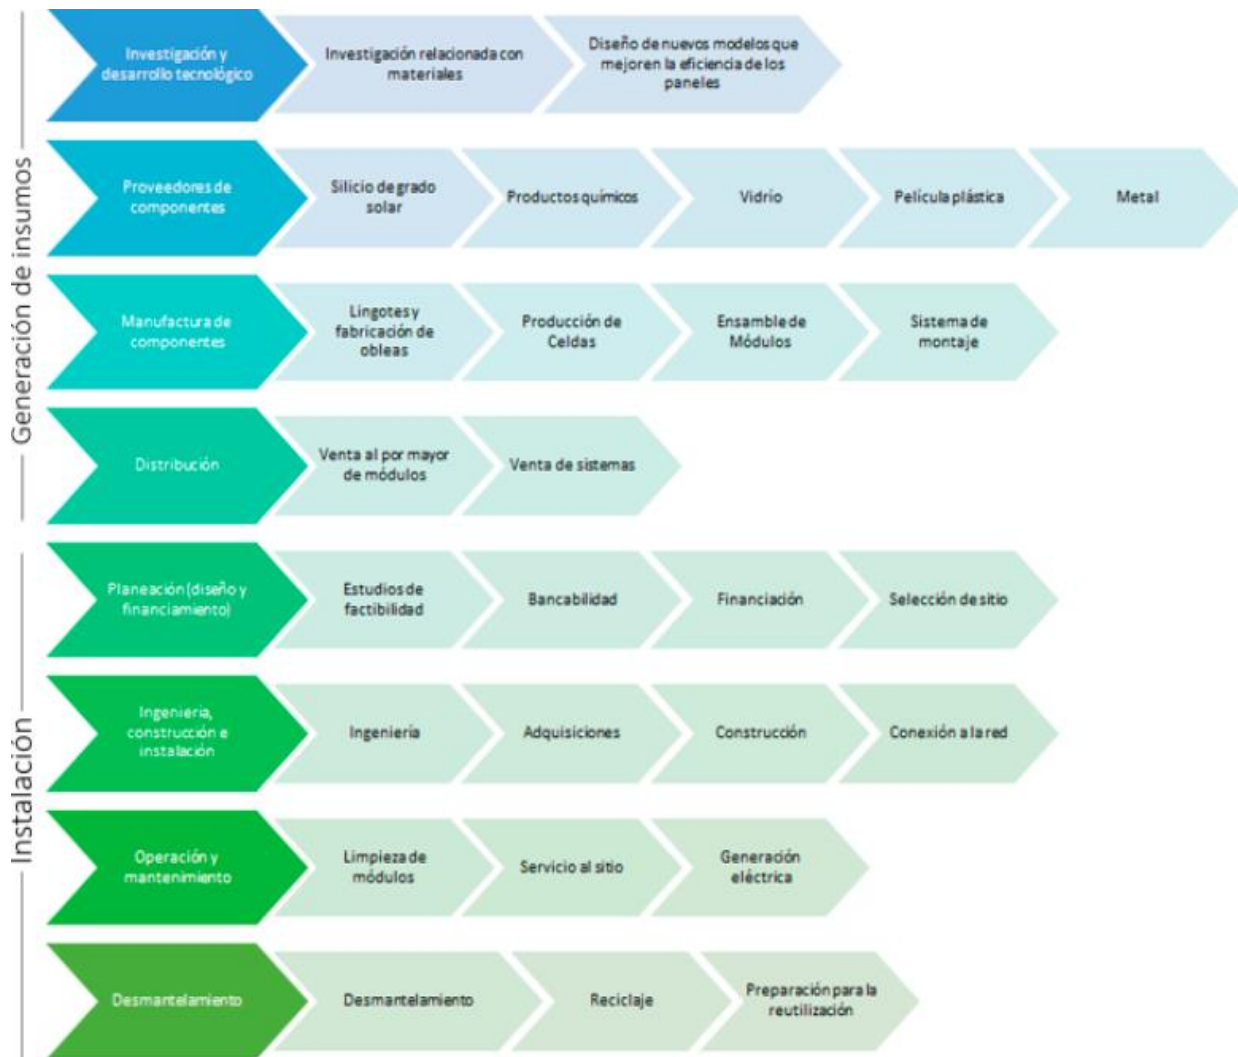 Generación de insumos
Investigación y
desarrollo tecnológico
Investigación relacionada con
materiales
Diseño de nuevos modelos que
mejoren la eficiencia de los
paneles
Proveedores de
componentes
Silicio de grado
solar
Productos químicos
Vidrío
Película plástica
Metal
Manufactura de
componentes
Lingotes y
fabricación de
obleas
Producción de
Celdas
Ensamble de
Módulos
Sistema de
montaje
Distribución
Venta al por mayor
de módulos
Venta de sistemas
Instalación
Planeación (diseño y
financiamiento)
Estudios de
factibilidad
Bancabilidad
Financiación
Selección de sitio
Ingenieria,
construcción e
instalación
Ingeniería
Adquisiciones
Construcción
Conexión a la red
Operación y
mantenimiento
Limpieza de
módulos
Servicio al sitio
Generación
eléctrica
Desmantelamiento
Desmantelamiento
Reciclaje
Preparación para la
reutilización